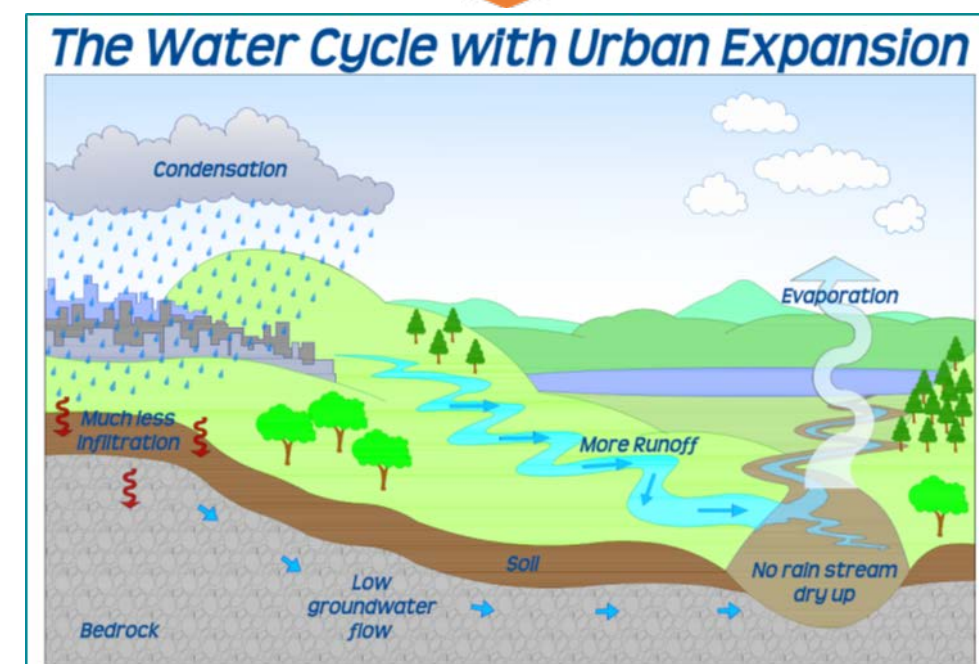 The Water Cycle with Urban Expansion
Condensation
Evaporation
Much less
infiltration
More Runoff
Soil
No rain stream
dry up
Low
groundwater
flow
Bedrock